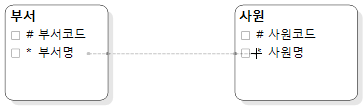 부서
# 부서코드
* 부서명
사원
# 사원코드
* 사원명